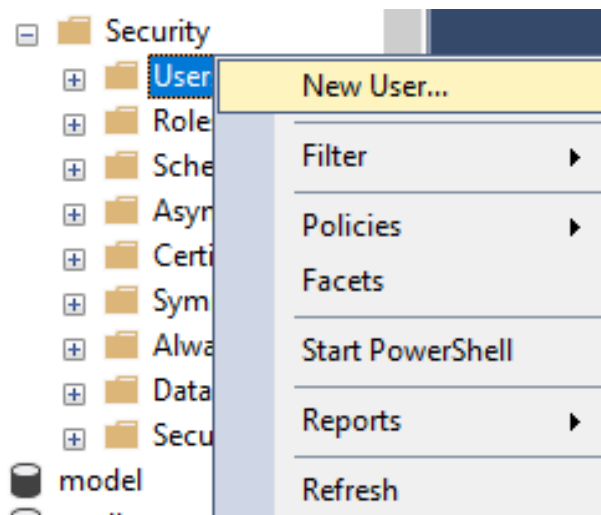 Security
User
New User...
Role
Filter
Sche
Asyn
Policies
Certi
Facets
Sym
Alwa
Start PowerShell
Data
Reports
Secu
model
Refresh